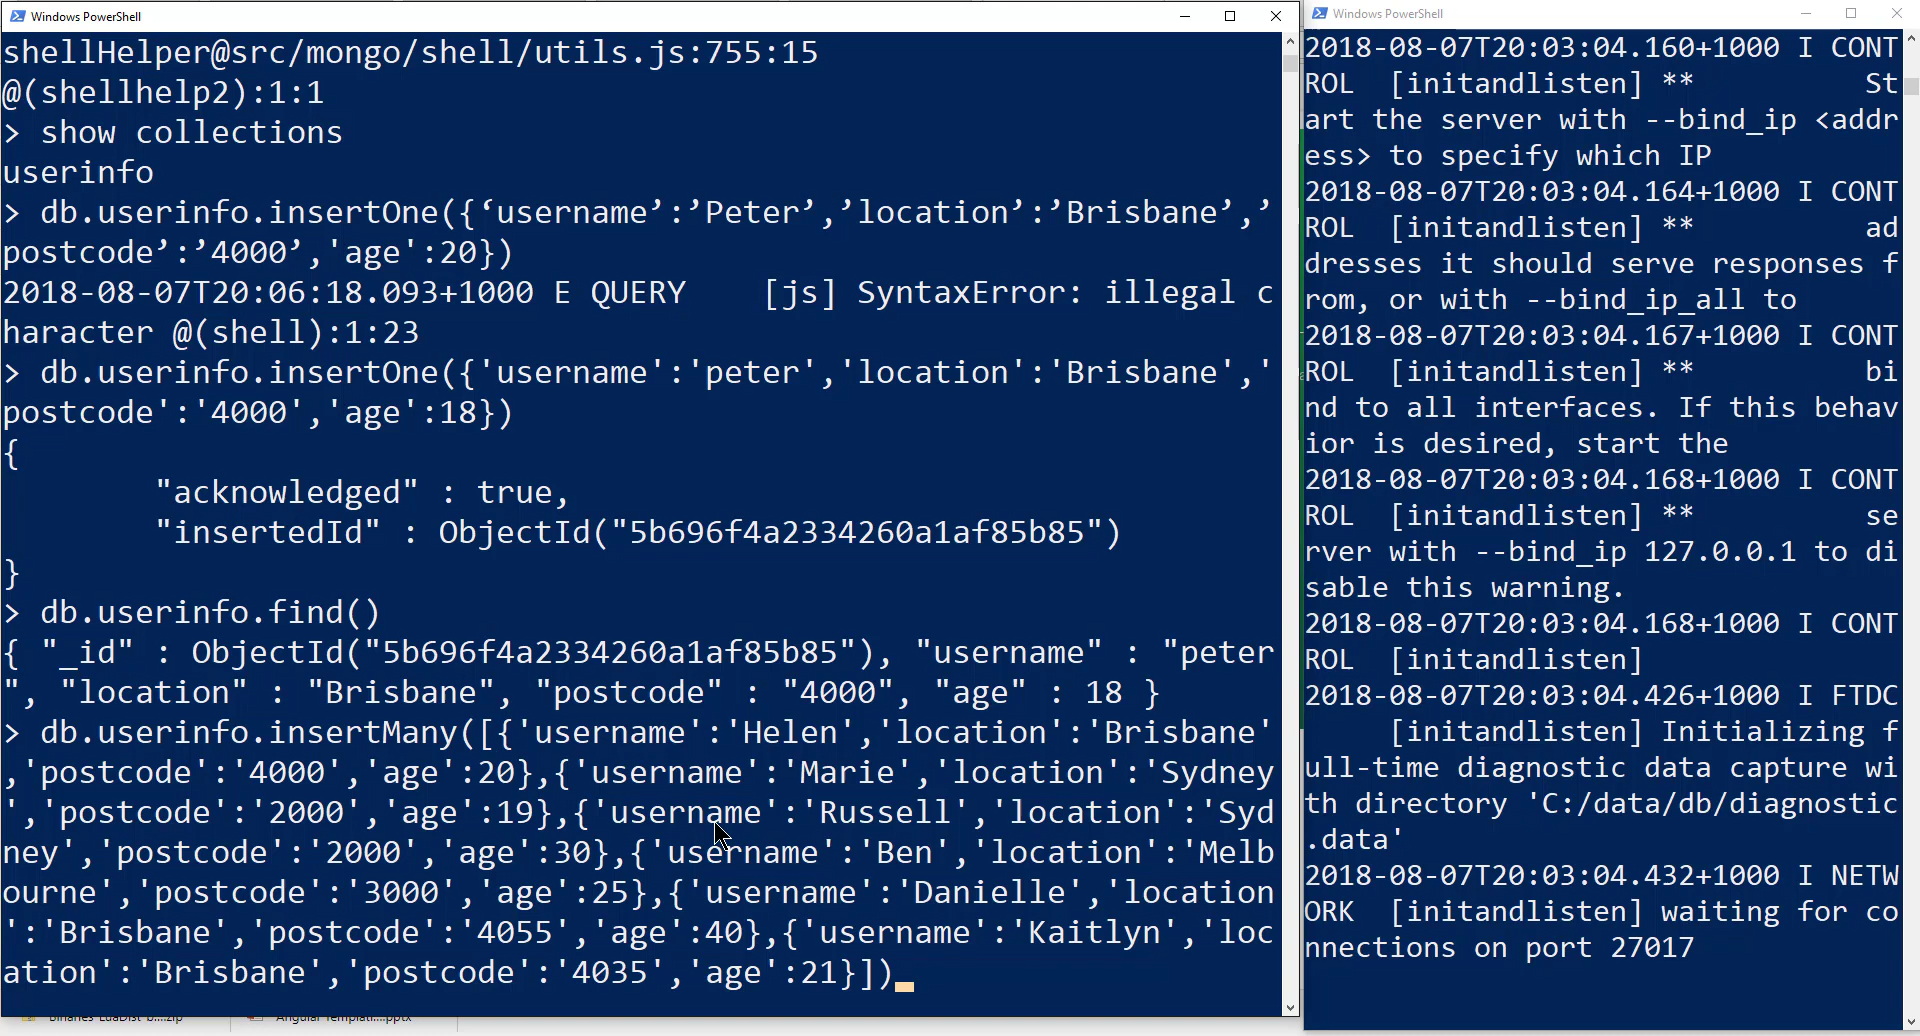 Windows PowerShell
shellHelper@src/mongo/shell/utils.js:755:15
@(shellhelp2):1:1
> show collections
userinfo
> db.userinfo.insertOne({‘username’:’Peter’,’location’:’Brisbane’,’
postcode’:’4000’,'age':20})
2018-08-07T20:06:18.093+1000 E QUERY    [js] SyntaxError: illegal c
haracter @(shell):1:23
> db.userinfo.insertOne({'username':'peter','location':'Brisbane','
postcode':'4000','age':18})
{
        "acknowledged" : true,
        "insertedId" : ObjectId("5b696f4a2334260a1af85b85")
}
> db.userinfo.find()
{ "_id" : ObjectId("5b696f4a2334260a1af85b85"), "username" : "peter
", "location" : "Brisbane", "postcode" : "4000", "age" : 18 }
> db.userinfo.insertMany([{'username':'Helen','location':'Brisbane'
,'postcode':'4000','age':20},{'username':'Marie','location':'Sydney
','postcode':'2000','age':19},{'username':'Russell','location':'Syd
ney','postcode':'2000','age':30},{'username':'Ben','location':'Melb
ourne','postcode':'3000','age':25},{'username':'Danielle','location
':'Brisbane','postcode':'4055','age':40},{'username':'Kaitlyn','loc
ation':'Brisbane','postcode':'4035','age':21}])
Windows PowerShell
2018-08-07T20:03:04.160+1000 I CONT
ROL  [initandlisten] **          St
art the server with --bind_ip <addr
ess> to specify which IP
2018-08-07T20:03:04.164+1000 I CONT
ROL  [initandlisten] **          ad
dresses it should serve responses f
rom, or with --bind_ip_all to
2018-08-07T20:03:04.167+1000 I CONT
ROL  [initandlisten] **          bi
nd to all interfaces. If this behav
ior is desired, start the
2018-08-07T20:03:04.168+1000 I CONT
ROL  [initandlisten] **          se
rver with --bind_ip 127.0.0.1 to di
sable this warning.
2018-08-07T20:03:04.168+1000 I CONT
ROL  [initandlisten]
2018-08-07T20:03:04.426+1000 I FTDC
     [initandlisten] Initializing f
ull-time diagnostic data capture wi
th directory 'C:/data/db/diagnostic
.data'
2018-08-07T20:03:04.432+1000 I NETW
ORK  [initandlisten] waiting for co
nnections on port 27017